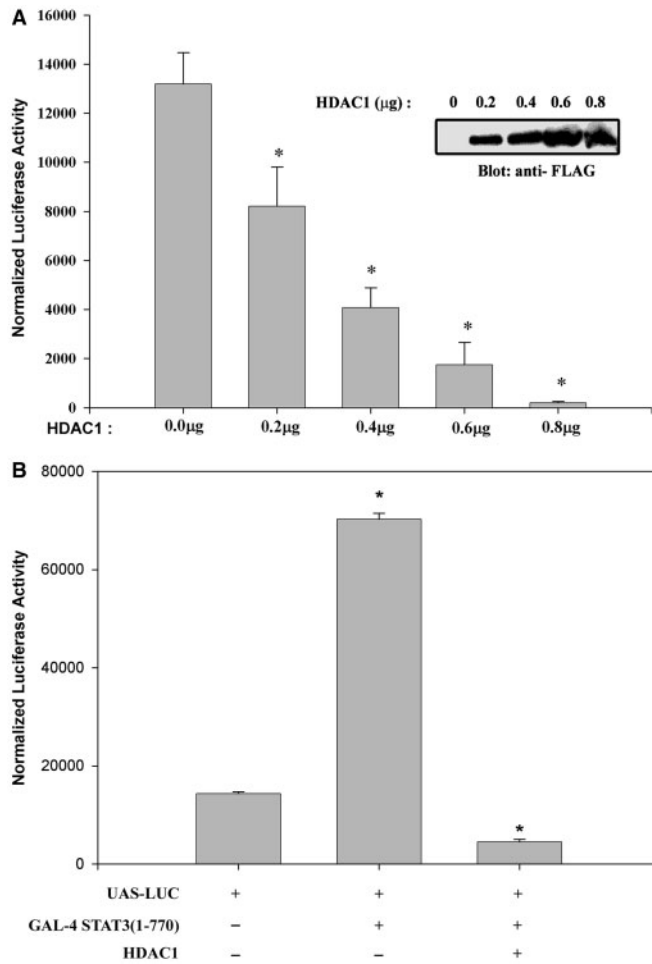 A
Normalized Luciferase Activity
16000
14000
12000
10000
8000
6000
4000
2000
0
HDAC1 (μg) : 0 0.2 0.4 0.6 0.8
Blot: anti- FLAG
*
*
*
*
HDAC1 : 0.0μg 0.2μg 0.4μg 0.6μg 0.8μg
B
Normalized Luciferase Activity
80000
60000
40000
20000
0
*
*
UAS-LUC + + +
GAL-4 STAT3(1-770) – + +
HDAC1 – – +